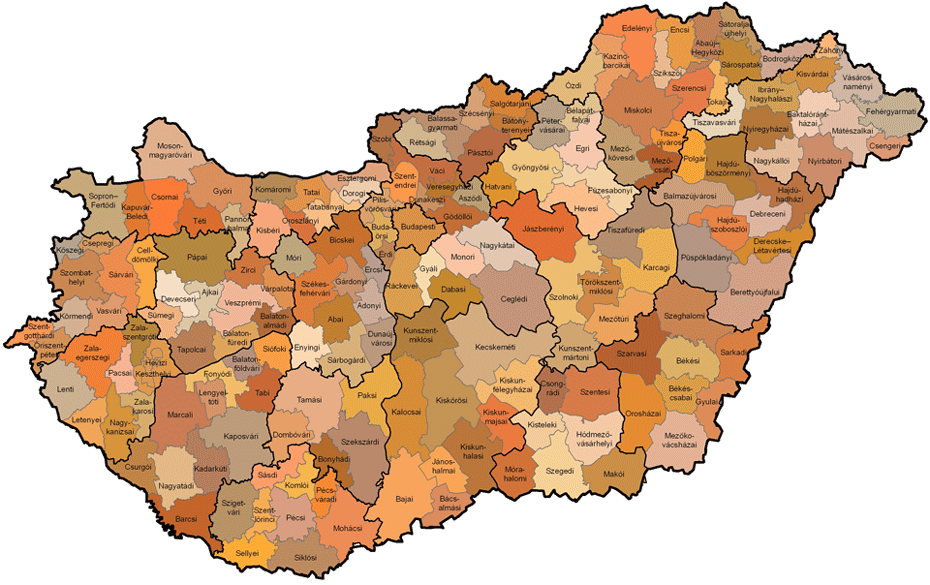 Edelényi
Encsi
Sátoralja-
újhelyi
Abaúj–
Hegyközi
Kazinc-
barcikai
Szikszói
Sárospataki
Bodrogközi
Záhony
Ózdi
Szerencsi
Kisvárdai
Vásáros-
naményi
Ibrány–
Nagyhalászi
Tokaji
Miskolci
Baktalóránt-
házai
Fehérgyarmati
Tiszavasvári
Mátészalkai
Nyíregyházai
Csengeri
Salgótarjáni
Szécsényi
Bátony-
terenyei
Balassa-
gyarmati
Rétsági
Szobi
Pásztói
Péter-
vásárai
Bélapát-
falvai
Egri
Mező-
kövesdi
Tisza-
újvárosi
Mező-
csáti
Polgári
Hajdú-
böszörményi
Nagykállói
Nyírbátori
Moson-
magyaróvári
Gyöngyösi
Füzesabonyi
Hevesi
Hatvani
Balmazújvárosi
Hajdú-
hadházi
Debreceni
Hajdú-
szoboszlói
Derecske–
Létavértesi
Püspökladányi
Berettyóújfalui
Esztergomi
Dorogi
Tatai
Tatabányai
Komáromi
Oroszlányi
Kisbéri
Szent-
endrei
Váci
Veresegyházi
Dunakeszi
Aszódi
Gödöllői
Pilis-
vörösvári
Buda-
örsi
Budapesti
Érdi
Sopron–
Fertődi
Kapuvár-
Beledi
Csornai
Győri
Téti
Pannon-
halmai
Kőszegi
Csepregi
Cell-
dömölki
Szombat-
helyi
Sárvári
Körmendi
Vasvári
Szent-
gotthárdi
Őriszent-
péteri
Pápai
Zirci
Devecseri
Ajkai
Veszprémi
Várpalotai
Sümegi
Tapolcai
Balaton-
füredi
Balaton-
almádi
Móri
Bicskei
Székes-
fehérvári
Gárdonyi
Ercsi
Adonyi
Abai
Enyingi
Sárbogárdi
Dunaúj-
városi
Ráckevei
Gyáli
Monori
Nagykátai
Dabasi
Ceglédi
Jászberényi
Tiszafüredi
Karcagi
Törökszent-
miklósi
Szolnoki
Mezőtúri
Kunszent-
mártoni
Zala-
egerszegi
Zala-
szentgróti
Hévízi
Keszthelyi
Pacsai
Lenti
Letenyei
Nagy-
kanizsai
Zala-
karosi
Siófoki
Balaton-
földvári
Fonyódi
Lengyel-
tóti
Tabi
Marcali
Kaposvári
Csurgói
Nagyatádi
Kadarkúti
Barcsi
Tamási
Paksi
Dombóvári
Szekszárdi
Bonyhádi
Sásdi
Komlói
Pécs-
váradi
Sziget-
vári
Szent-
lőrinci
Pécsi
Mohácsi
Sellyei
Siklósi
Kunszent-
miklósi
Kecskeméti
Kalocsai
Kiskőrösi
Kiskun-
félegyházai
Kiskun-
majsai
Kiskun-
halasi
János-
halmai
Bajai
Bács-
almási
Csong-
rádi
Szentesi
Kisteleki
Hódmező-
vásárhelyi
Móra-
halomi
Szegedi
Makói
Szeghalomi
Szarvasi
Békési
Sarkadi
Békés-
csabai
Gyulai
Orosházai
Mezőko-
vácsházai